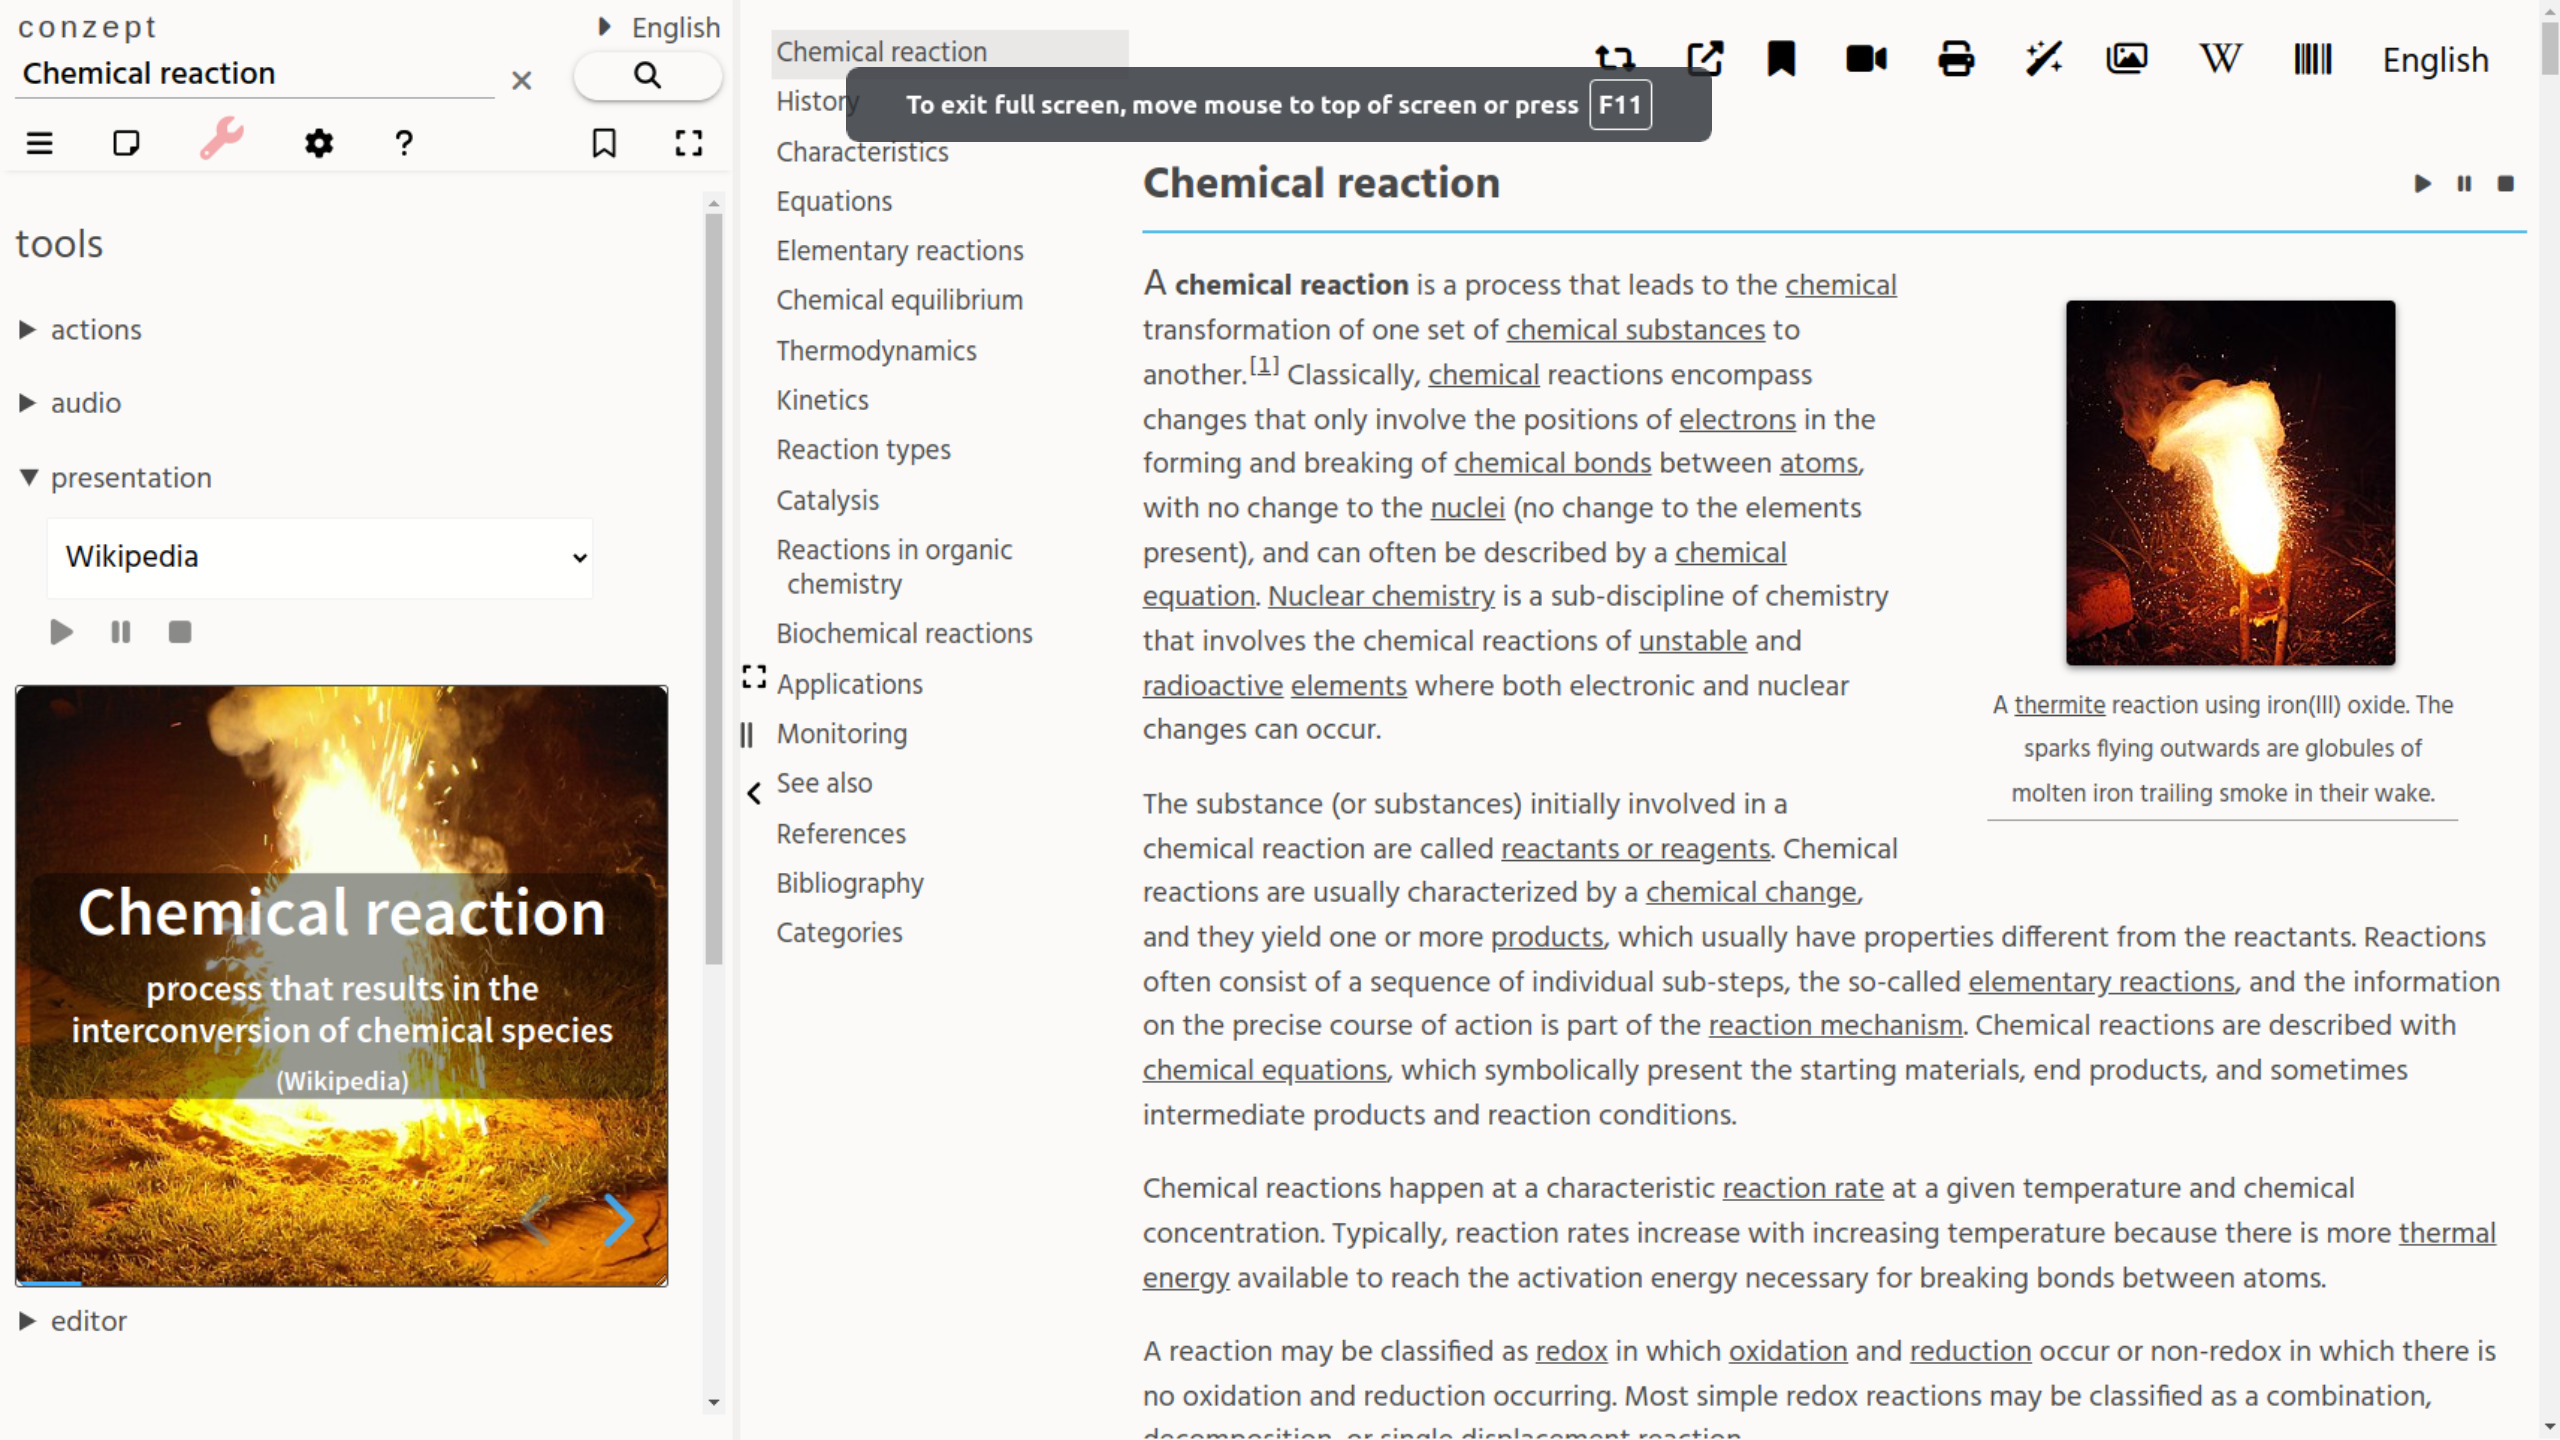 conzept
English
Chemical reaction
tools
actions
audio
presentation
Wikipedia
Chemical reaction
process that results in the
interconversion of chemical species
(Wikipedia)
editor
Chemical reaction
History
Characteristics
Equations
Elementary reactions
Chemical equilibrium
Thermodynamics
Kinetics
Reaction types
Catalysis
Reactions in organic
chemistry
Biochemical reactions
Applications
Monitoring
See also
References
Bibliography
Categories
English
To exit full screen, move mouse to top of screen or press F11
Chemical reaction
A chemical reaction is a process that leads to the chemical
transformation of one set of chemical substances to
another.[1] Classically, chemical reactions encompass
changes that only involve the positions of electrons in the
forming and breaking of chemical bonds between atoms,
with no change to the nuclei (no change to the elements
present), and can often be described by a chemical
equation. Nuclear chemistry is a sub-discipline of chemistry
that involves the chemical reactions of unstable and
radioactive elements where both electronic and nuclear
changes can occur.
A thermite reaction using iron(III) oxide. The
sparks flying outwards are globules of
molten iron trailing smoke in their wake.
The substance (or substances) initially involved in a
chemical reaction are called reactants or reagents. Chemical
reactions are usually characterized by a chemical change,
and they yield one or more products, which usually have properties different from the reactants. Reactions
often consist of a sequence of individual sub-steps, the so-called elementary reactions, and the information
on the precise course of action is part of the reaction mechanism. Chemical reactions are described with
chemical equations, which symbolically present the starting materials, end products, and sometimes
intermediate products and reaction conditions.
Chemical reactions happen at a characteristic reaction rate at a given temperature and chemical
concentration. Typically, reaction rates increase with increasing temperature because there is more thermal
energy available to reach the activation energy necessary for breaking bonds between atoms.
A reaction may be classified as redox in which oxidation and reduction occur or non-redox in which there is
no oxidation and reduction occurring. Most simple redox reactions may be classified as a combination,
decomposition, or single displacement reaction.